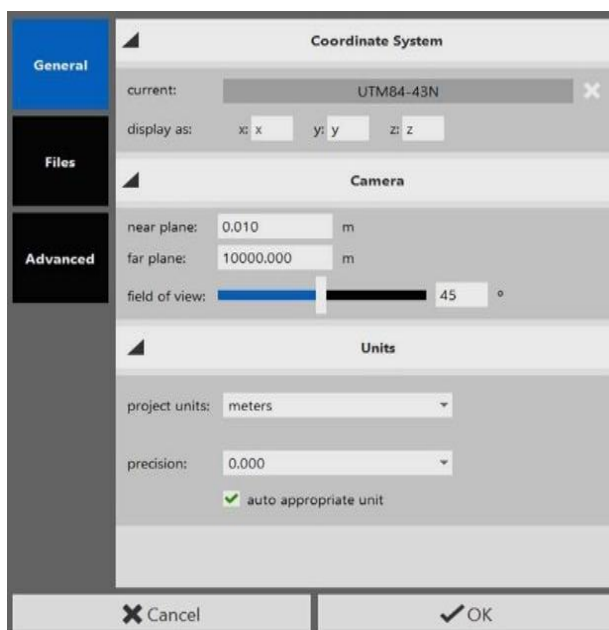 General
Files
Advanced
Coordinate System
current: UTM84-43N
display as: x: x y: y z: z
Camera
near plane: 0.010 m
far plane: 10000.000 m
field of view: 45 °
Units
project units: meters
precision: 0.000
auto appropriate unit
Cancel OK